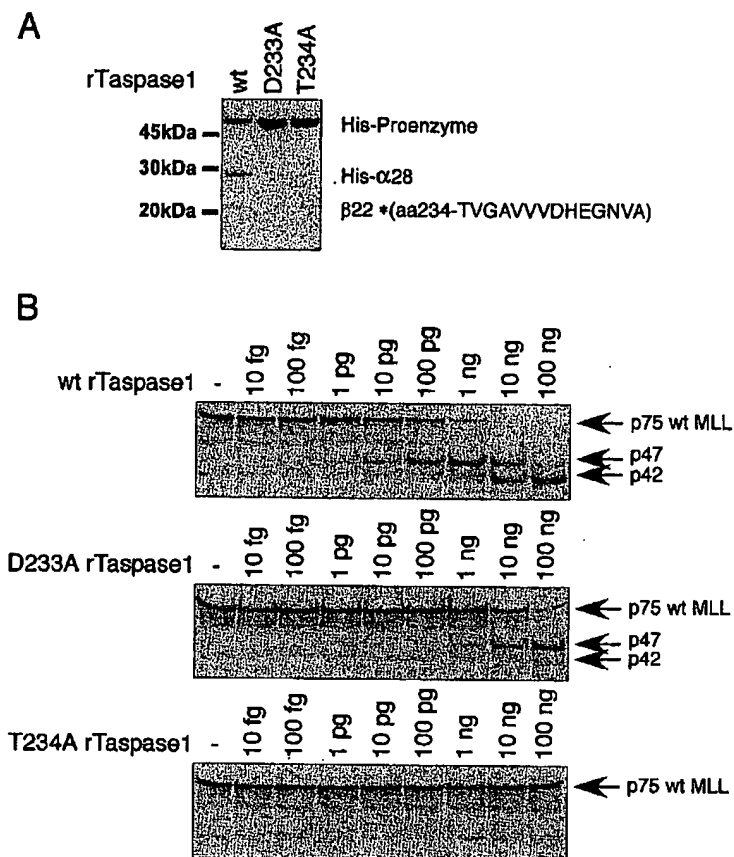 A
rTaspase1
wt
D233A
T234A
45kDa
His-Proenzyme
30kDa
His-α28
20kDa
β22 *(aa234-TVGAVVVDHEGNVA)
B
wt rTaspase1 - 10 fg 100 fg 1 pg 10 pg 100 pg 1 ng 10 ng 100 ng
p75 wt MLL
p47
p42
D233A rTaspase1 - 10 fg 100 fg 1 pg 10 pg 100 pg 1 ng 10 ng 100 ng
p75 wt MLL
p47
p42
T234A rTaspase1 - 10 fg 100 fg 1 pg 10 pg 100 pg 1 ng 10 ng 100 ng
p75 wt MLL